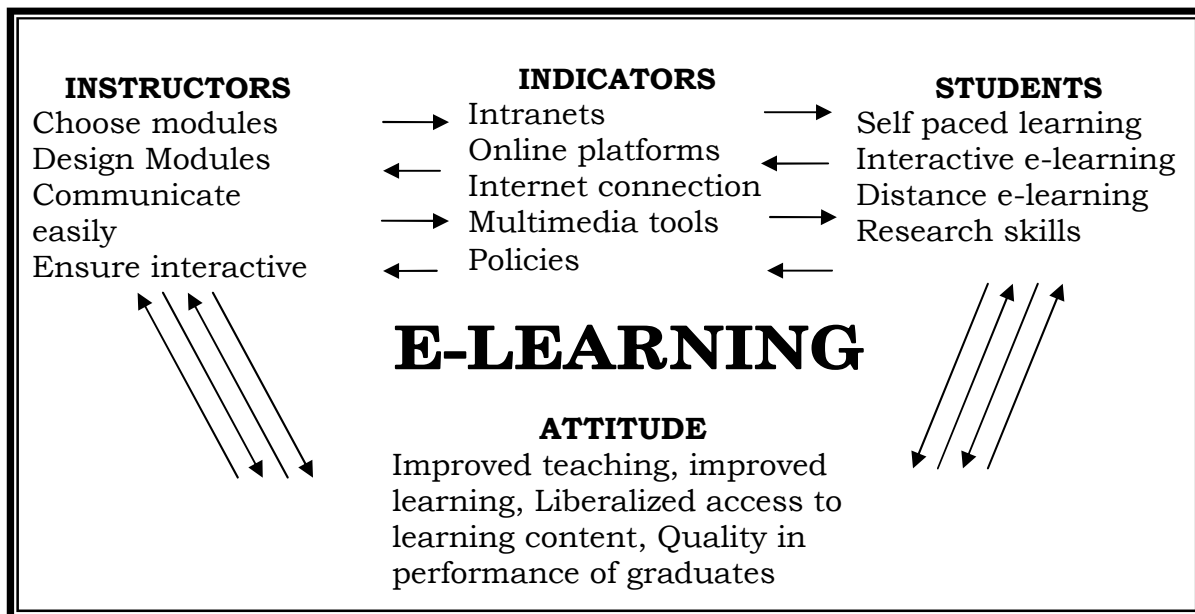 INSTRUCTORS
Choose modules
Design Modules
Communicate
easily
Ensure interactive
INDICATORS
Intranets
Online platforms
Internet connection
Multimedia tools
Policies
STUDENTS
Self paced learning
Interactive e-learning
Distance e-learning
Research skills
E-LEARNING
ATTITUDE
Improved teaching, improved
learning, Liberalized access to
learning content, Quality in
performance of graduates